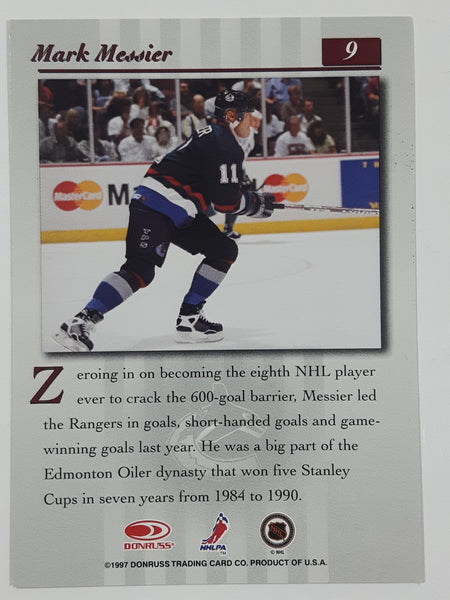 Mark Messier
9
MasterCard
MasterCard
11
Zeroing in on becoming the eighth NHL player
ever to crack the 600-goal barrier, Messier led
the Rangers in goals, short-handed goals and game-
winning goals last year. He was a big part of the
Edmonton Oiler dynasty that won five Stanley
Cups in seven years from 1984 to 1990.
DONRUSS
NHLPA
NHL
© NHL
©1997 DONRUSS TRADING CARD CO. PRODUCT OF U.S.A.